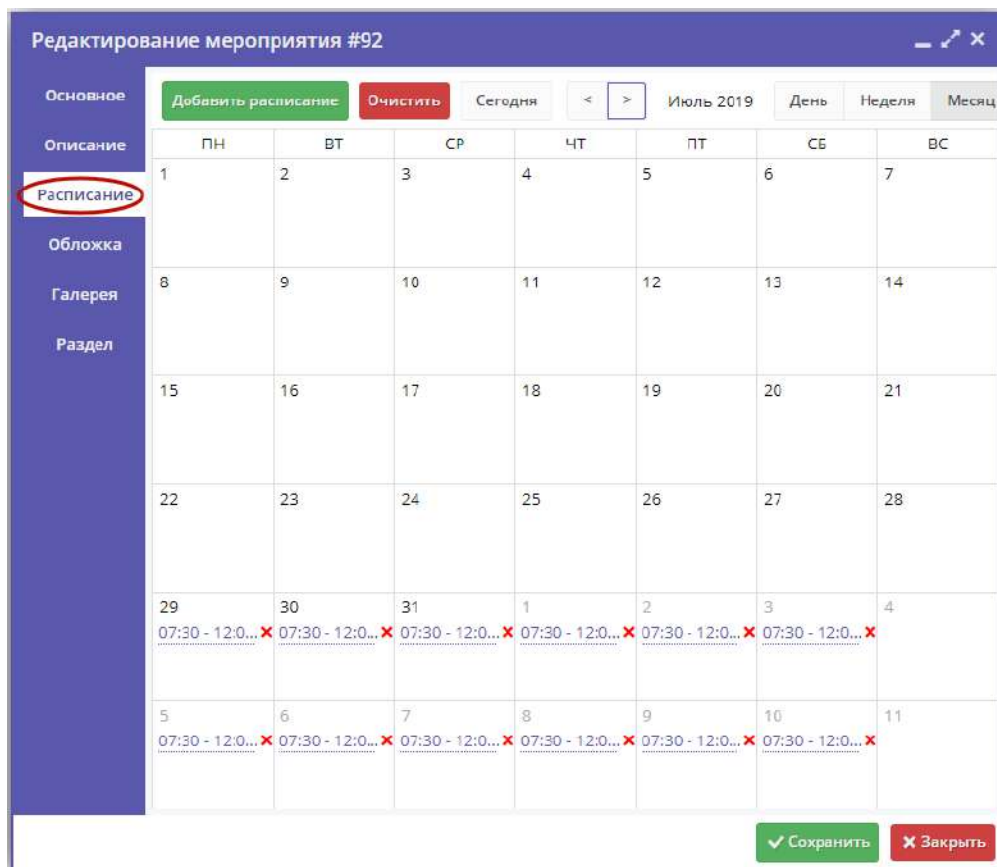 Редактирование мероприятия #92
Основное
Описание
Расписание
Обложка
Галерея
Раздел
Добавить расписание Очистить Сегодня < > Июль 2019 День Неделя Месяц
ПН ВТ СР ЧТ ПТ СБ ВС
1 2 3 4 5 6 7
8 9 10 11 12 13 14
15 16 17 18 19 20 21
22 23 24 25 26 27 28
29 30 31 1 2 3 4
07:30 - 12:0... 07:30 - 12:0... 07:30 - 12:0... 07:30 - 12:0... 07:30 - 12:0... 07:30 - 12:0...
5 6 7 8 9 10 11
07:30 - 12:0... 07:30 - 12:0... 07:30 - 12:0... 07:30 - 12:0... 07:30 - 12:0... 07:30 - 12:0...
Сохранить Закрыть